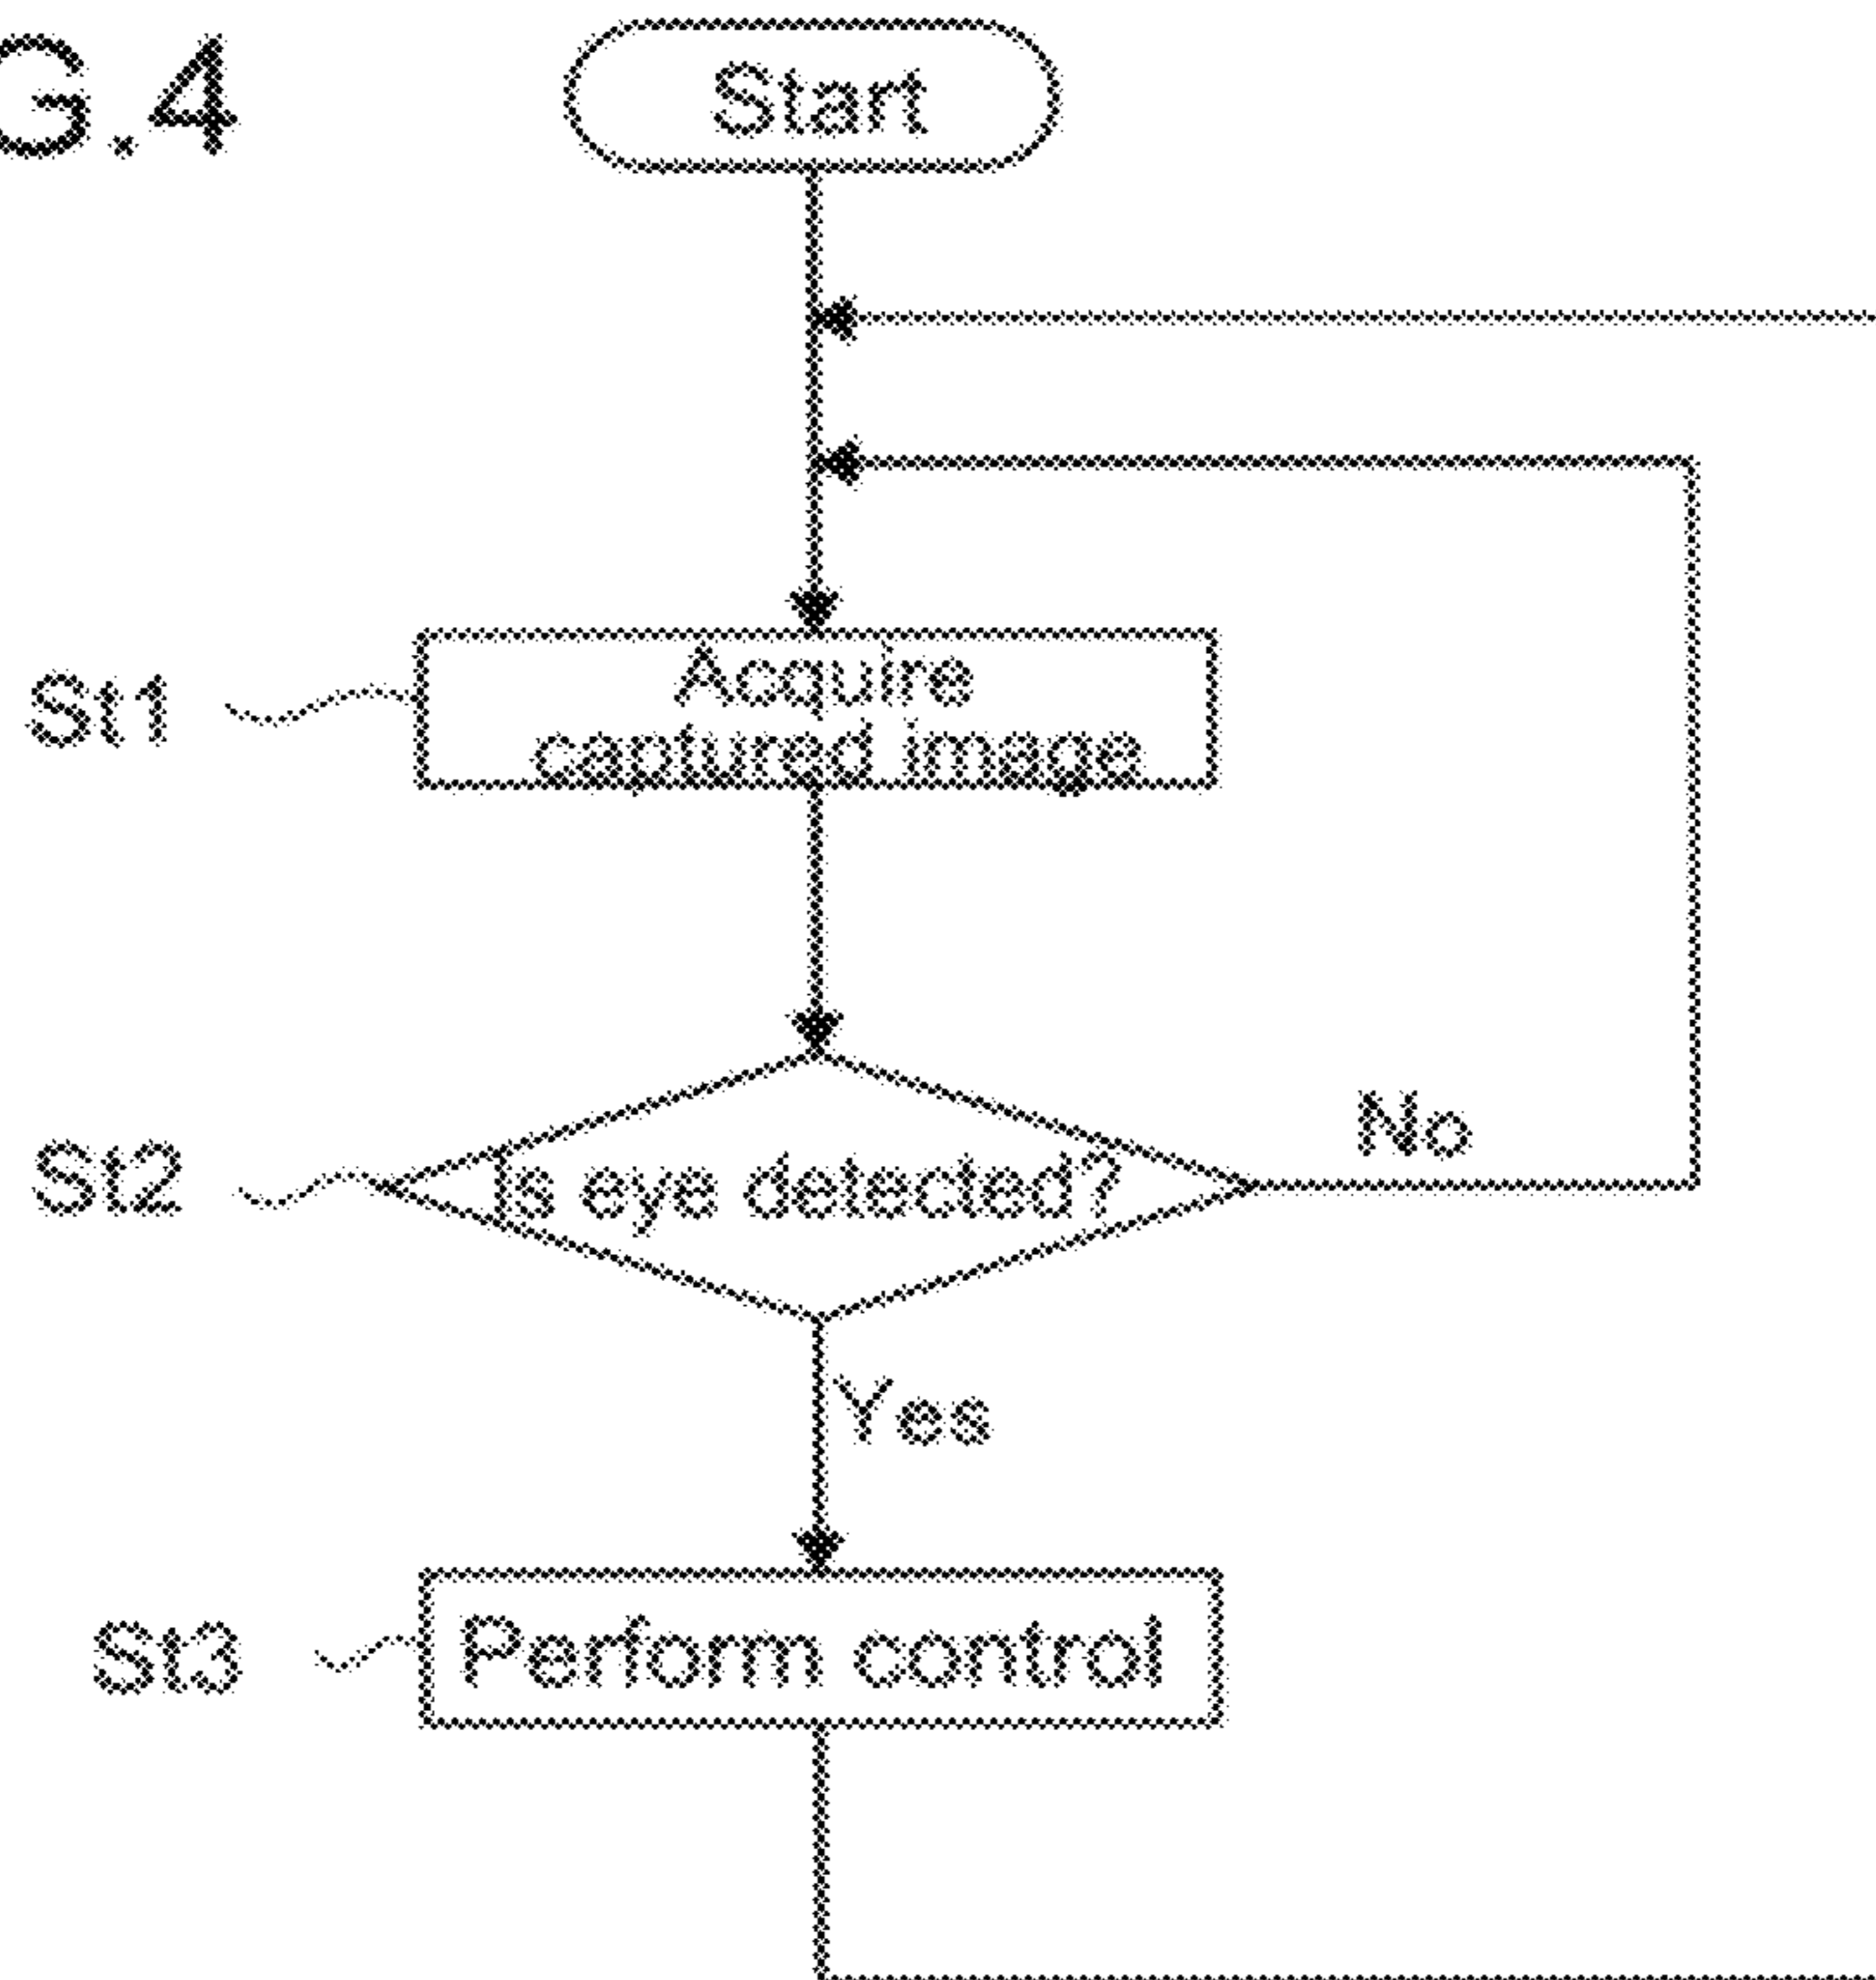 G.4
Start
Acquire
St1
captured image
No
St2
Is eye detected?
Yes
St3
Perform control